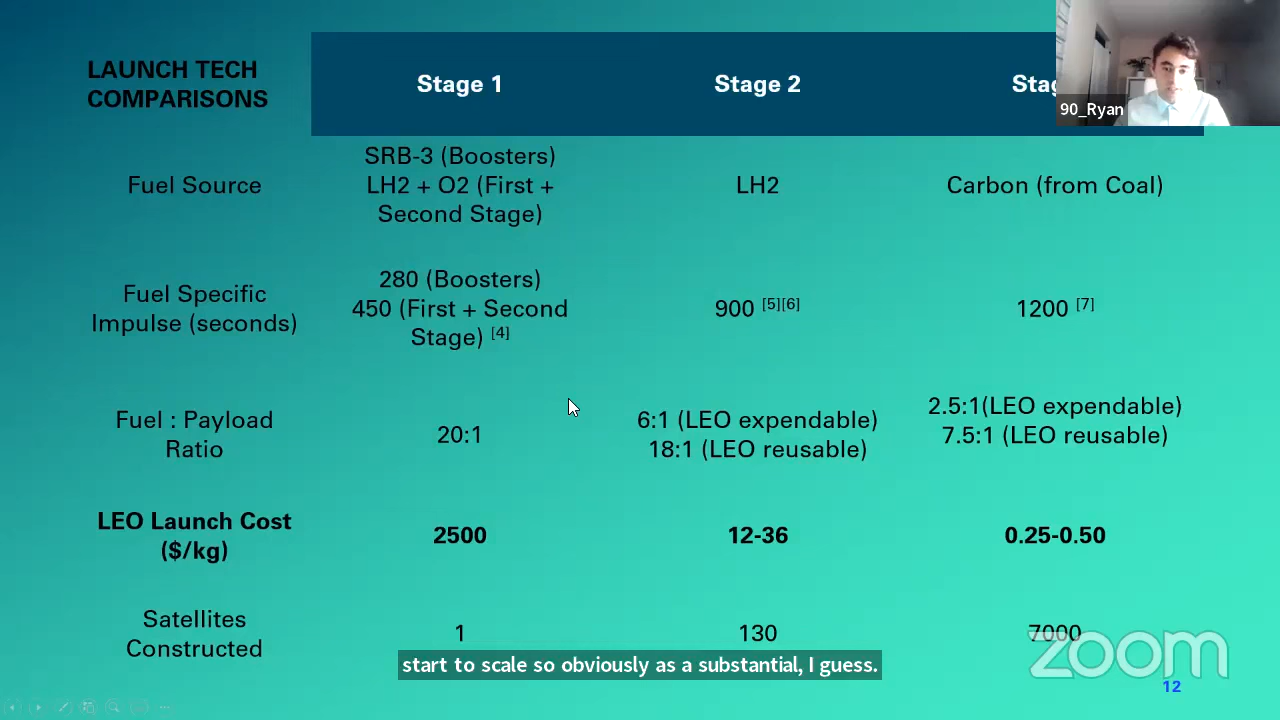 LAUNCH TECH
COMPARISONS
Stage 1
Stage 2
90_Ryan
Fuel Source
SRB-3 (Boosters)
LH2 + O2 (First +
Second Stage)
LH2
Carbon (from Coal)
Fuel Specific
Impulse (seconds)
280 (Boosters)
450 (First + Second
Stage) [4]
900 [5][6]
1200 [7]
Fuel : Payload
Ratio
20:1
6:1 (LEO expendable)
18:1 (LEO reusable)
2.5:1(LEO expendable)
7.5:1 (LEO reusable)
LEO Launch Cost
($/kg)
2500
12-36
0.25-0.50
Satellites
Constructed
1
130
7000
start to scale so obviously as a substantial, I guess.
zoom
12